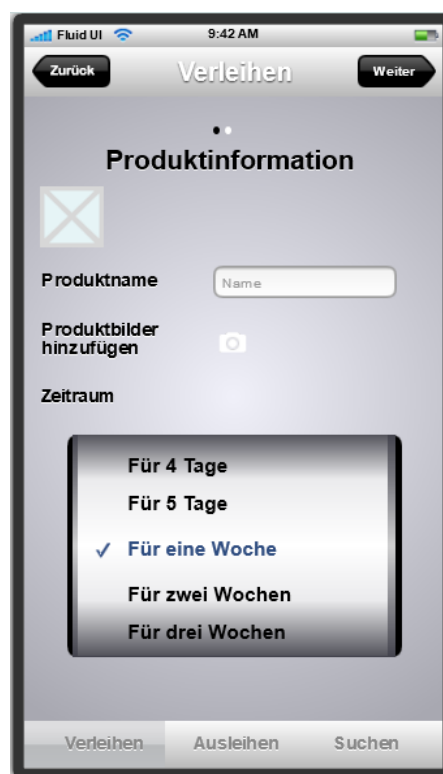 Fluid UI 9:42 AM
Zurück Verleihen Weiter
Produktinformation
Produktname Name
Produktbilder
hinzufügen
Zeitraum
Für 4 Tage
Für 5 Tage
✓ Für eine Woche
Für zwei Wochen
Für drei Wochen
Verleihen Ausleihen Suchen